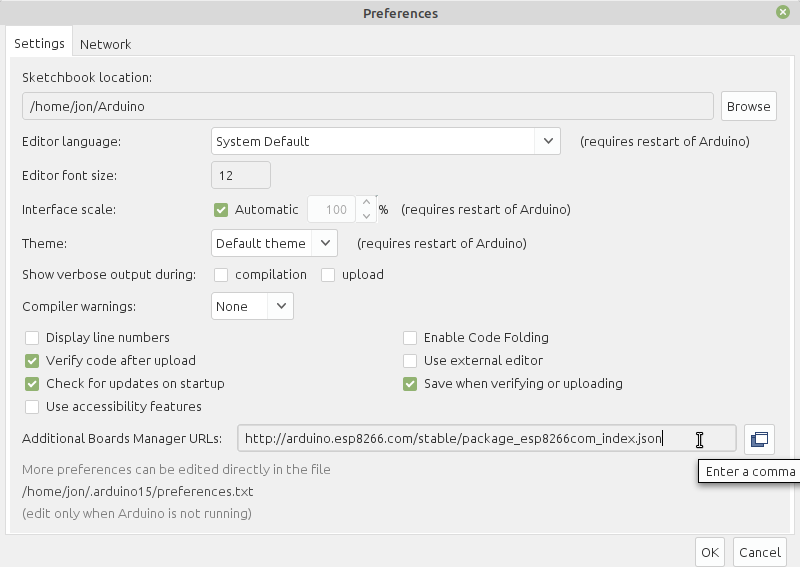 Preferences
Settings Network
Sketchbook location:
/home/jon/Arduino Browse
Editor language: System Default (requires restart of Arduino)
Editor font size: 12
Interface scale: Automatic 100 % (requires restart of Arduino)
Theme: Default theme (requires restart of Arduino)
Show verbose output during: compilation upload
Compiler warnings: None
Display line numbers Enable Code Folding
Verify code after upload Use external editor
Check for updates on startup Save when verifying or uploading
Use accessibility features
Additional Boards Manager URLs: http://arduino.esp8266.com/stable/package_esp8266com_index.json
Enter a comma
More preferences can be edited directly in the file
/home/jon/.arduino15/preferences.txt
(edit only when Arduino is not running)
OK Cancel